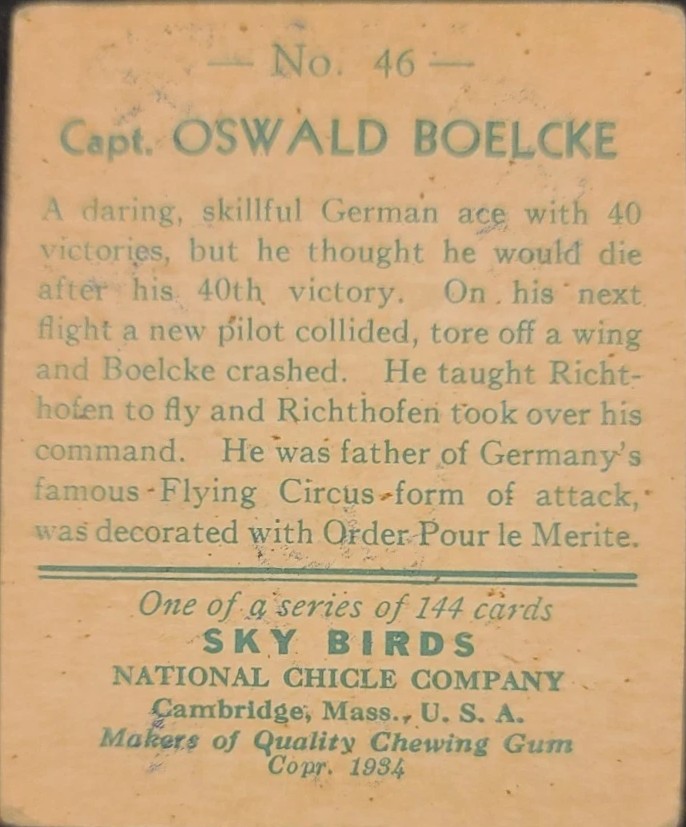 — No. 46 —
Capt. OSWALD BOELCKE
A daring, skillful German ace with 40
victories, but he thought he would die
after his 40th victory. On his next
flight a new pilot collided, tore off a wing
and Boelcke crashed. He taught Richt-
hofen to fly and Richthofen took over his
command. He was father of Germany's
famous Flying Circus form of attack,
was decorated with Order Pour le Merite.
One of a series of 144 cards
SKY BIRDS
NATIONAL CHICLE COMPANY
Cambridge, Mass., U. S. A.
Makers of Quality Chewing Gum
Copr. 1934